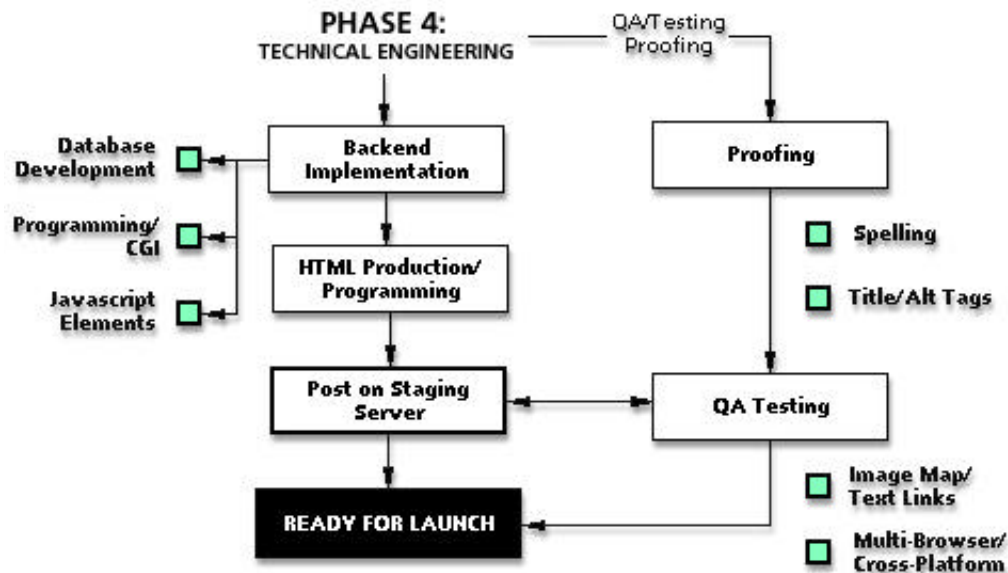 PHASE 4:
TECHNICAL ENGINEERING
QA/Testing
Proofing
Database
Development
Backend
Implementation
Proofing
Programming/
CGI
Spelling
HTML Production/
Programming
Javascript
Elements
Title/Alt Tags
Post on Staging
Server
QA Testing
Image Map/
Text Links
READY FOR LAUNCH
Multi-Browser/
Cross-Platform